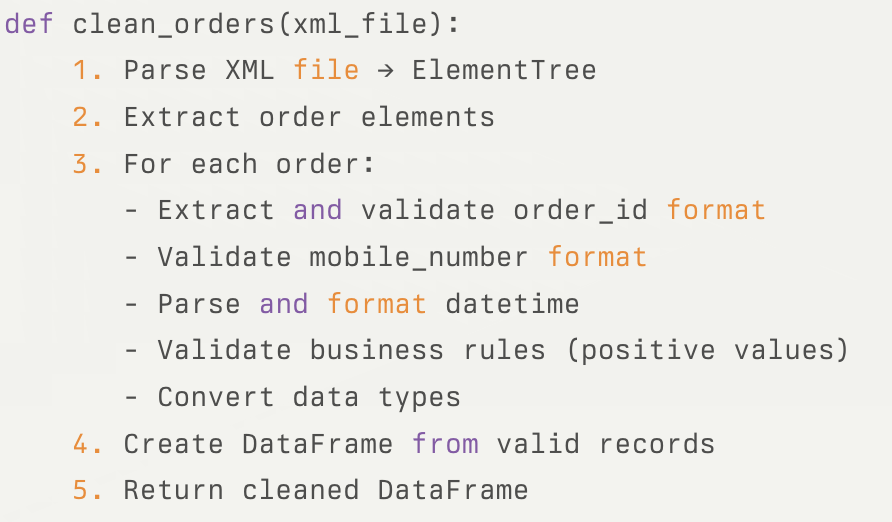 def clean_orders(xml_file):
    1. Parse XML file → ElementTree
    2. Extract order elements
    3. For each order:
       - Extract and validate order_id format
       - Validate mobile_number format
       - Parse and format datetime
       - Validate business rules (positive values)
       - Convert data types
    4. Create DataFrame from valid records
    5. Return cleaned DataFrame